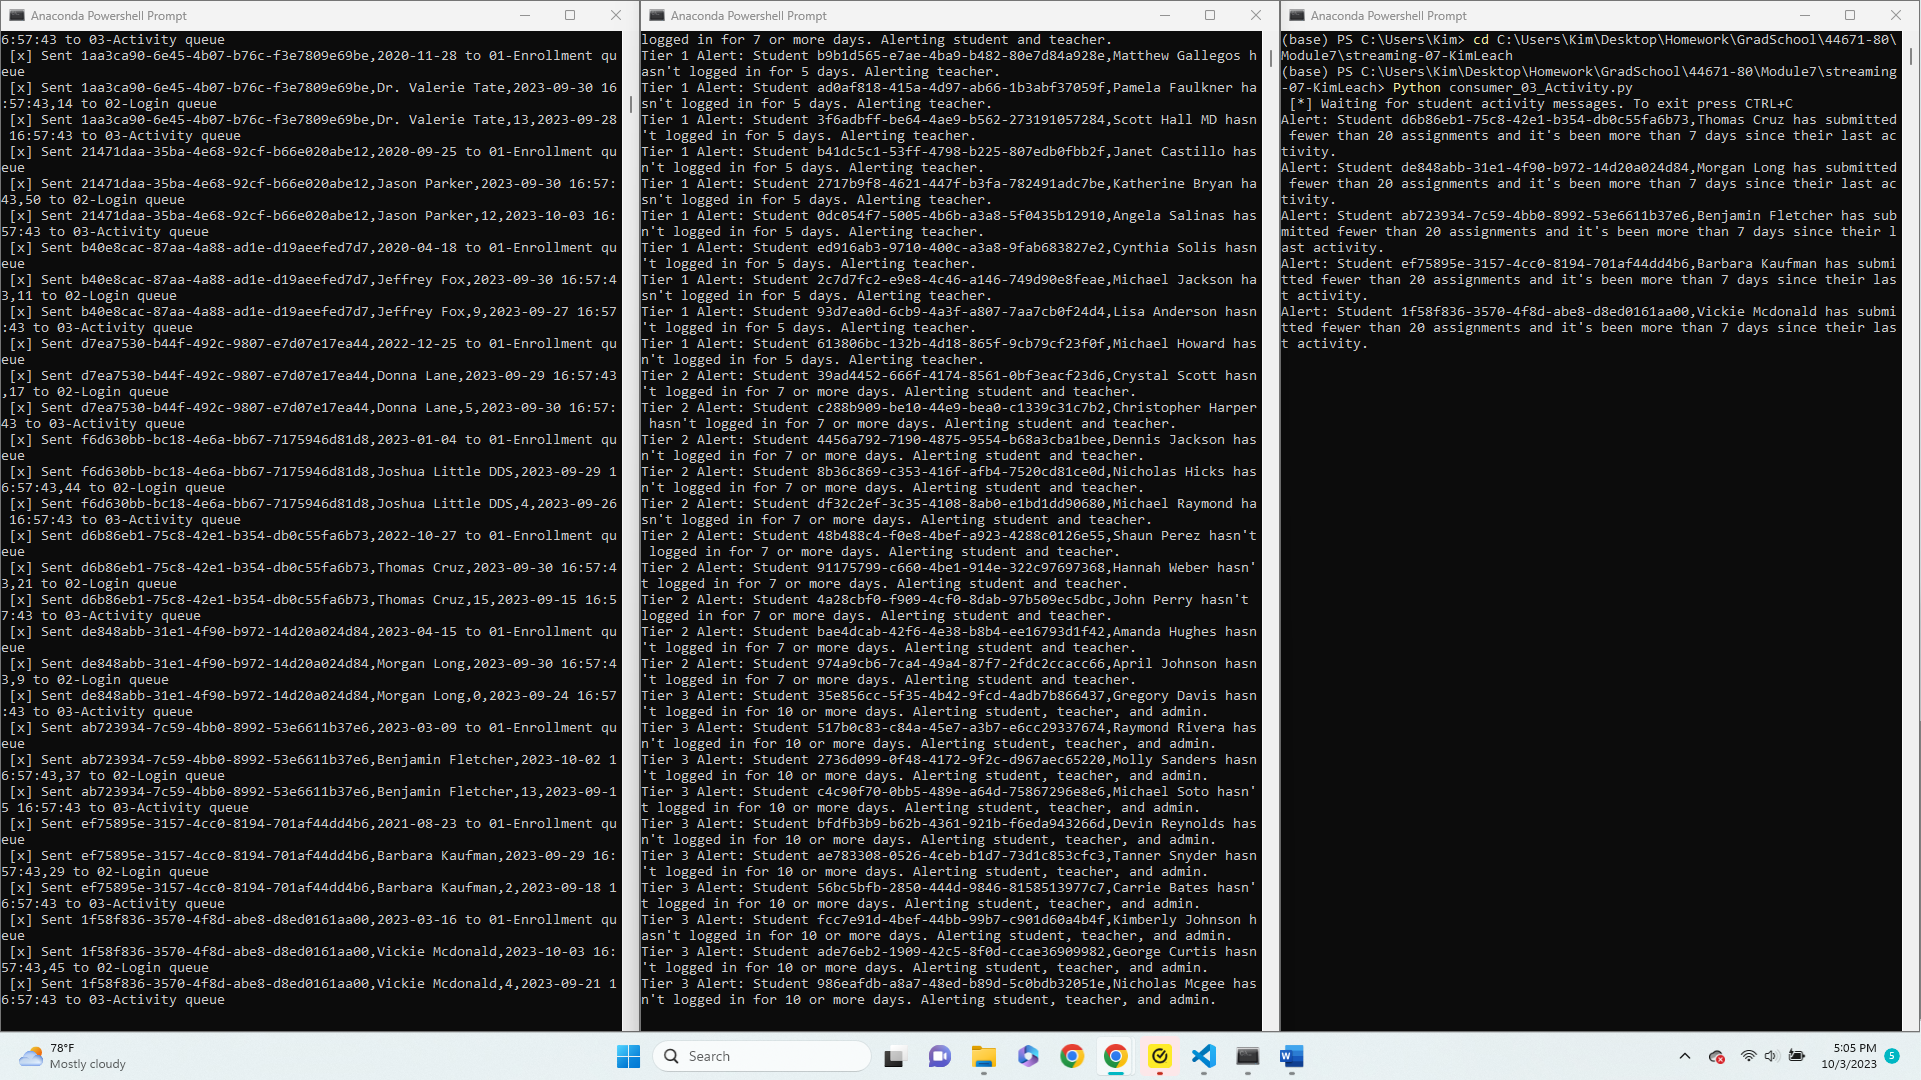 Anaconda Powershell Prompt
6:57:43 to 03-Activity queue
[x] Sent 1aa3ca90-6e45-4b07-b76c-f3e7809e69be,2020-11-28 to 01-Enrollment qu
eue
[x] Sent 1aa3ca90-6e45-4b07-b76c-f3e7809e69be,Dr. Valerie Tate,2023-09-30 16
:57:43,14 to 02-Login queue
[x] Sent 1aa3ca90-6e45-4b07-b76c-f3e7809e69be,Dr. Valerie Tate,13,2023-09-28
16:57:43 to 03-Activity queue
[x] Sent 21471daa-35ba-4e68-92cf-b66e020abe12,2020-09-25 to 01-Enrollment qu
eue
[x] Sent 21471daa-35ba-4e68-92cf-b66e020abe12,Jason Parker,2023-09-30 16:57:
43,50 to 02-Login queue
[x] Sent 21471daa-35ba-4e68-92cf-b66e020abe12,Jason Parker,12,2023-10-03 16:
57:43 to 03-Activity queue
[x] Sent b40e8cac-87aa-4a88-ad1e-d19aeefed7d7,2020-04-18 to 01-Enrollment qu
eue
[x] Sent b40e8cac-87aa-4a88-ad1e-d19aeefed7d7,Jeffrey Fox,2023-09-30 16:57:4
3,11 to 02-Login queue
[x] Sent b40e8cac-87aa-4a88-ad1e-d19aeefed7d7,Jeffrey Fox,9,2023-09-27 16:57
:43 to 03-Activity queue
[x] Sent d7ea7530-b44f-492c-9807-e7d07e17ea44,2022-12-25 to 01-Enrollment qu
eue
[x] Sent d7ea7530-b44f-492c-9807-e7d07e17ea44,Donna Lane,2023-09-29 16:57:43
,17 to 02-Login queue
[x] Sent d7ea7530-b44f-492c-9807-e7d07e17ea44,Donna Lane,5,2023-09-30 16:57:
43 to 03-Activity queue
[x] Sent f6d630bb-bc18-4e6a-bb67-7175946d81d8,2023-01-04 to 01-Enrollment qu
eue
[x] Sent f6d630bb-bc18-4e6a-bb67-7175946d81d8,Joshua Little DDS,2023-09-29 1
6:57:43,44 to 02-Login queue
[x] Sent f6d630bb-bc18-4e6a-bb67-7175946d81d8,Joshua Little DDS,4,2023-09-26
16:57:43 to 03-Activity queue
[x] Sent d6b86eb1-75c8-42e1-b354-db0c55fa6b73,2022-10-27 to 01-Enrollment qu
eue
[x] Sent d6b86eb1-75c8-42e1-b354-db0c55fa6b73,Thomas Cruz,2023-09-30 16:57:4
3,21 to 02-Login queue
[x] Sent d6b86eb1-75c8-42e1-b354-db0c55fa6b73,Thomas Cruz,15,2023-09-15 16:5
7:43 to 03-Activity queue
[x] Sent de848abb-31e1-4f90-b972-14d20a024d84,2023-04-15 to 01-Enrollment qu
eue
[x] Sent de848abb-31e1-4f90-b972-14d20a024d84,Morgan Long,2023-09-30 16:57:4
3,9 to 02-Login queue
[x] Sent de848abb-31e1-4f90-b972-14d20a024d84,Morgan Long,0,2023-09-24 16:57
:43 to 03-Activity queue
[x] Sent ab723934-7c59-4bb0-8992-53e6611b37e6,2023-03-09 to 01-Enrollment qu
eue
[x] Sent ab723934-7c59-4bb0-8992-53e6611b37e6,Benjamin Fletcher,2023-10-02 1
6:57:43,37 to 02-Login queue
[x] Sent ab723934-7c59-4bb0-8992-53e6611b37e6,Benjamin Fletcher,13,2023-09-1
5 16:57:43 to 03-Activity queue
[x] Sent ef75895e-3157-4cc0-8194-701af44dd4b6,2021-08-23 to 01-Enrollment qu
eue
[x] Sent ef75895e-3157-4cc0-8194-701af44dd4b6,Barbara Kaufman,2023-09-29 16:
57:43,29 to 02-Login queue
[x] Sent ef75895e-3157-4cc0-8194-701af44dd4b6,Barbara Kaufman,2,2023-09-18 1
6:57:43 to 03-Activity queue
[x] Sent 1f58f836-3570-4f8d-abe8-d8ed0161aa00,2023-03-16 to 01-Enrollment qu
eue
[x] Sent 1f58f836-3570-4f8d-abe8-d8ed0161aa00,Vickie Mcdonald,2023-10-03 16:
57:43,45 to 02-Login queue
[x] Sent 1f58f836-3570-4f8d-abe8-d8ed0161aa00,Vickie Mcdonald,4,2023-09-21 1
6:57:43 to 03-Activity queue
Anaconda Powershell Prompt
logged in for 7 or more days. Alerting student and teacher.
Tier 1 Alert: Student b9b1d565-e7ae-4ba9-b482-80e7d84a928e,Matthew Gallegos h
asn't logged in for 5 days. Alerting teacher.
Tier 1 Alert: Student ad0af818-415a-4d97-ab66-1b3abf37059f,Pamela Faulkner ha
sn't logged in for 5 days. Alerting teacher.
Tier 1 Alert: Student 3f6adbff-be64-4ae9-b562-273191057284,Scott Hall MD hasn
't logged in for 5 days. Alerting teacher.
Tier 1 Alert: Student b41dc5c1-53ff-4798-b225-807edb0fbb2f,Janet Castillo has
n't logged in for 5 days. Alerting teacher.
Tier 1 Alert: Student 2717b9f8-4621-447f-b3fa-782491adc7be,Katherine Bryan ha
sn't logged in for 5 days. Alerting teacher.
Tier 1 Alert: Student 0dc054f7-5005-4b6b-a3a8-5f0435b12910,Angela Salinas has
n't logged in for 5 days. Alerting teacher.
Tier 1 Alert: Student ed916ab3-9710-400c-a3a8-9fab683827e2,Cynthia Solis hasn
't logged in for 5 days. Alerting teacher.
Tier 1 Alert: Student 2c7d7fc2-e9e8-4c46-a146-749d90e8feae,Michael Jackson ha
sn't logged in for 5 days. Alerting teacher.
Tier 1 Alert: Student 93d7ea0d-6cb9-4a3f-a807-7aa7cb0f24d4,Lisa Anderson hasn
't logged in for 5 days. Alerting teacher.
Tier 1 Alert: Student 613806bc-132b-4d18-865f-9cb79cf23f0f,Michael Howard has
n't logged in for 5 days. Alerting teacher.
Tier 2 Alert: Student 39ad4452-666f-4174-8561-0bf3eacf23d6,Crystal Scott hasn
't logged in for 7 or more days. Alerting student and teacher.
Tier 2 Alert: Student c288b909-be10-44e9-bea0-c1339c31c7b2,Christopher Harper
hasn't logged in for 7 or more days. Alerting student and teacher.
Tier 2 Alert: Student 4456a792-7190-4875-9554-b68a3cba1bee,Dennis Jackson has
n't logged in for 7 or more days. Alerting student and teacher.
Tier 2 Alert: Student 8b36c869-c353-416f-afb4-7520cd81ce0d,Nicholas Hicks has
n't logged in for 7 or more days. Alerting student and teacher.
Tier 2 Alert: Student df32c2ef-3c35-4108-8ab0-e1bd1dd90680,Michael Raymond ha
sn't logged in for 7 or more days. Alerting student and teacher.
Tier 2 Alert: Student 48b488c4-f0e8-4bef-a923-4288c0126e55,Shaun Perez hasn't
logged in for 7 or more days. Alerting student and teacher.
Tier 2 Alert: Student 91175799-c660-4be1-914e-322c97697368,Hannah Weber hasn'
t logged in for 7 or more days. Alerting student and teacher.
Tier 2 Alert: Student 4a28cbf0-f909-4cf0-8dab-97b509ec5dbc,John Perry hasn't
logged in for 7 or more days. Alerting student and teacher.
Tier 2 Alert: Student bae4dcab-42f6-4e38-b8b4-ee16793d1f42,Amanda Hughes hasn
't logged in for 7 or more days. Alerting student and teacher.
Tier 2 Alert: Student 974a9cb6-7ca4-49a4-87f7-2fdc2ccacc66,April Johnson hasn
't logged in for 7 or more days. Alerting student and teacher.
Tier 3 Alert: Student 35e856cc-5f35-4b42-9fcd-4adb7b866437,Gregory Davis hasn
't logged in for 10 or more days. Alerting student, teacher, and admin.
Tier 3 Alert: Student 517b0c83-c84a-45e7-a3b7-e6cc29337674,Raymond Rivera has
n't logged in for 10 or more days. Alerting student, teacher, and admin.
Tier 3 Alert: Student 2736d099-0f48-4172-9f2c-d967aec65220,Molly Sanders hasn
't logged in for 10 or more days. Alerting student, teacher, and admin.
Tier 3 Alert: Student c4c90f70-0bb5-489e-a64d-75867296e8e6,Michael Soto hasn'
t logged in for 10 or more days. Alerting student, teacher, and admin.
Tier 3 Alert: Student bfdfb3b9-b62b-4361-921b-f6eda943266d,Devin Reynolds has
n't logged in for 10 or more days. Alerting student, teacher, and admin.
Tier 3 Alert: Student ae783308-0526-4ceb-b1d7-73d1c853cfc3,Tanner Snyder hasn
't logged in for 10 or more days. Alerting student, teacher, and admin.
Tier 3 Alert: Student 56bc5bfb-2850-444d-9846-8158513977c7,Carrie Bates hasn'
t logged in for 10 or more days. Alerting student, teacher, and admin.
Tier 3 Alert: Student fcc7e91d-4bef-44bb-99b7-c901d60a4b4f,Kimberly Johnson h
asn't logged in for 10 or more days. Alerting student, teacher, and admin.
Tier 3 Alert: Student ade76eb2-1909-42c5-8f0d-ccae36909982,George Curtis hasn
't logged in for 10 or more days. Alerting student, teacher, and admin.
Tier 3 Alert: Student 986eafdb-a8a7-48ed-b89d-5c0bdb32051e,Nicholas Mcgee has
n't logged in for 10 or more days. Alerting student, teacher, and admin.
Anaconda Powershell Prompt
(base) PS C:\Users\Kim> cd C:\Users\Kim\Desktop\Homework\GradSchool\44671-80\
Module7\streaming-07-KimLeach
(base) PS C:\Users\Kim\Desktop\Homework\GradSchool\44671-80\Module7\streaming
-07-KimLeach> Python consumer_03_Activity.py
[*] Waiting for student activity messages. To exit press CTRL+C
Alert: Student d6b86eb1-75c8-42e1-b354-db0c55fa6b73,Thomas Cruz has submitted
fewer than 20 assignments and it's been more than 7 days since their last ac
tivity.
Alert: Student de848abb-31e1-4f90-b972-14d20a024d84,Morgan Long has submitted
fewer than 20 assignments and it's been more than 7 days since their last ac
tivity.
Alert: Student ab723934-7c59-4bb0-8992-53e6611b37e6,Benjamin Fletcher has sub
mitted fewer than 20 assignments and it's been more than 7 days since their l
ast activity.
Alert: Student ef75895e-3157-4cc0-8194-701af44dd4b6,Barbara Kaufman has submi
tted fewer than 20 assignments and it's been more than 7 days since their las
t activity.
Alert: Student 1f58f836-3570-4f8d-abe8-d8ed0161aa00,Vickie Mcdonald has submi
tted fewer than 20 assignments and it's been more than 7 days since their las
t activity.
78°F
Mostly cloudy
Search
5:05 PM
10/3/2023
5